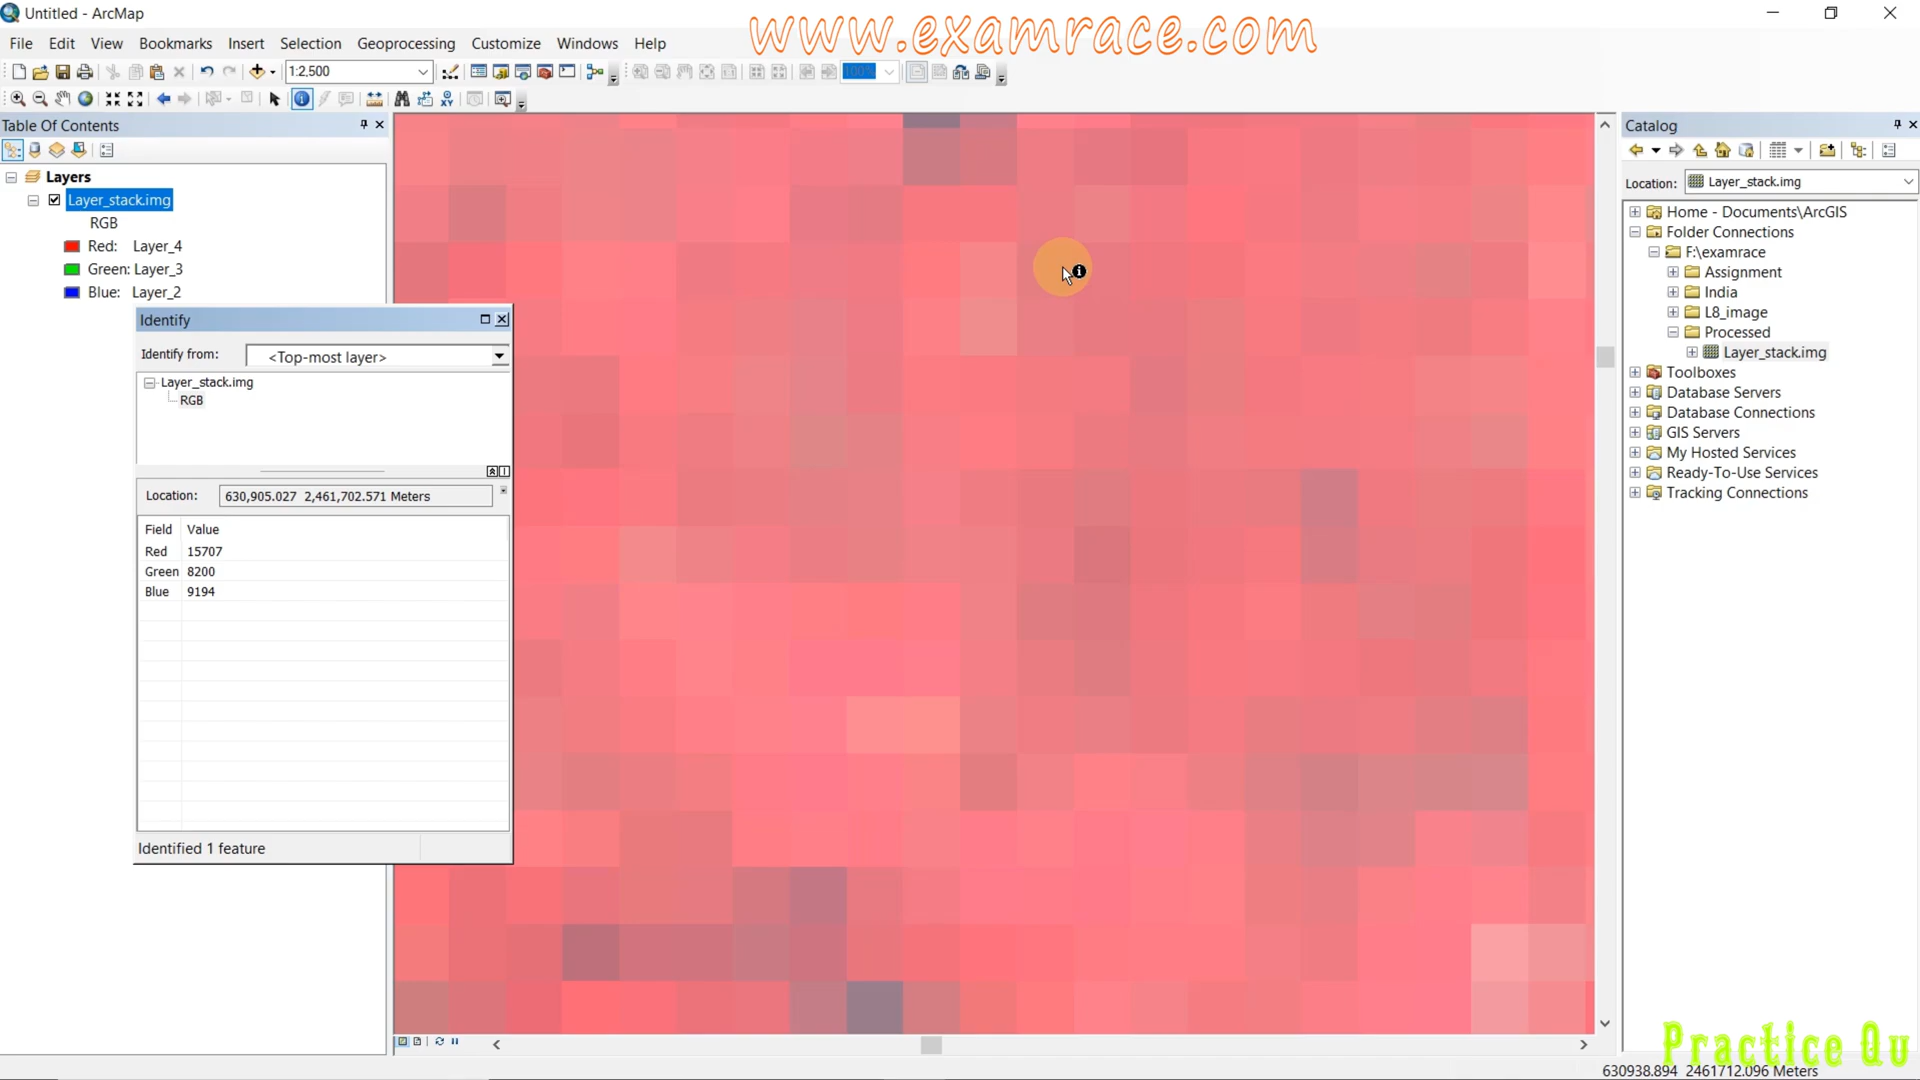 Untitled - ArcMap
www.examrace.com
File Edit View Bookmarks Insert Selection Geoprocessing Customize Windows Help
1:2,500
100%
Table Of Contents
Layers
Layer_stack.img
RGB
Red: Layer_4
Green: Layer_3
Blue: Layer_2
Identify
Identify from: <Top-most layer>
Layer_stack.img
RGB
Location: 630,905.027 2,461,702.571 Meters
Field Value
Red 15707
Green 8200
Blue 9194
Identified 1 feature
Catalog
Location: Layer_stack.img
Home - Documents\ArcGIS
Folder Connections
F:\examrace
Assignment
India
L8_image
Processed
Layer_stack.img
Toolboxes
Database Servers
Database Connections
GIS Servers
My Hosted Services
Ready-To-Use Services
Tracking Connections
Practice Qu
630938.894 2461712.096 Meters